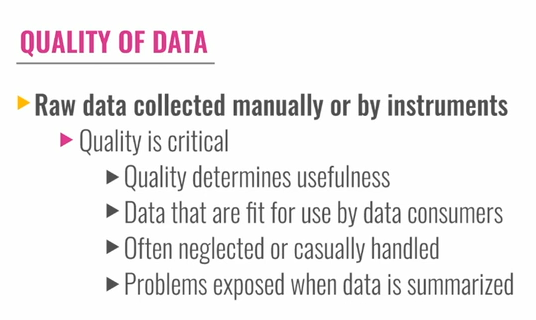 QUALITY OF DATA
Raw data collected manually or by instruments
Quality is critical
Quality determines usefulness
Data that are fit for use by data consumers
Often neglected or casually handled
Problems exposed when data is summarized